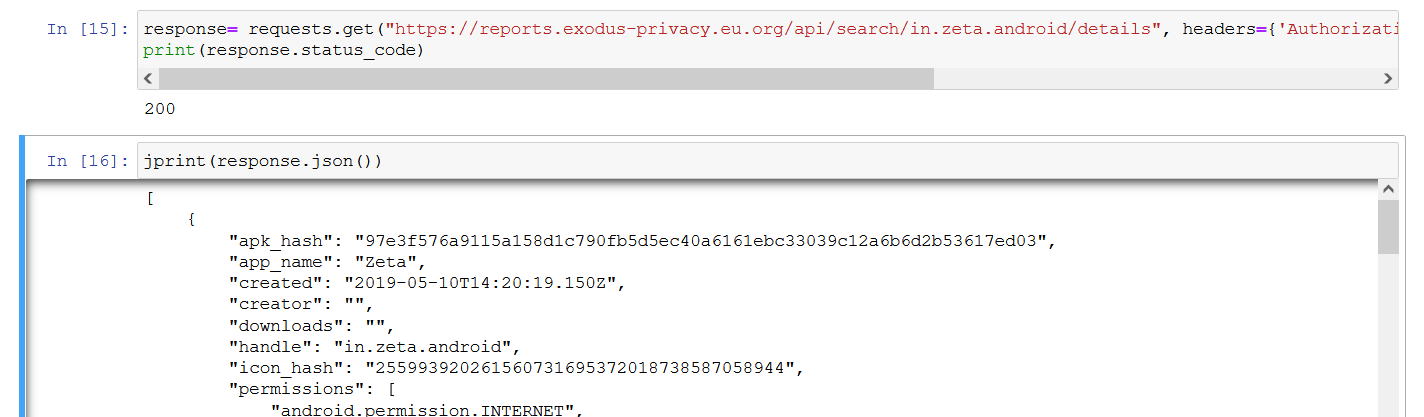 In [15]: response= requests.get("https://reports.exodus-privacy.eu.org/api/search/in.zeta.android/details", headers={'Authorizati
print(response.status_code)
200
In [16]: jprint(response.json())
[
{
"apk_hash": "97e3f576a9115a158d1c790fb5d5ec40a6161ebc33039c12a6b6d2b53617ed03",
"app_name": "Zeta",
"created": "2019-05-10T14:20:19.150Z",
"creator": "",
"downloads": "",
"handle": "in.zeta.android",
"icon_hash": "255993920261560731695372018738587058944",
"permissions": [
"android.permission.INTERNET",